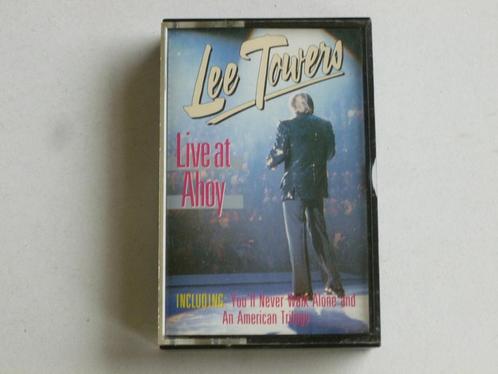 Lee Towers
Live at
Ahoy
INCLUDING: You'll Never Walk Alone and
An American Trilogy